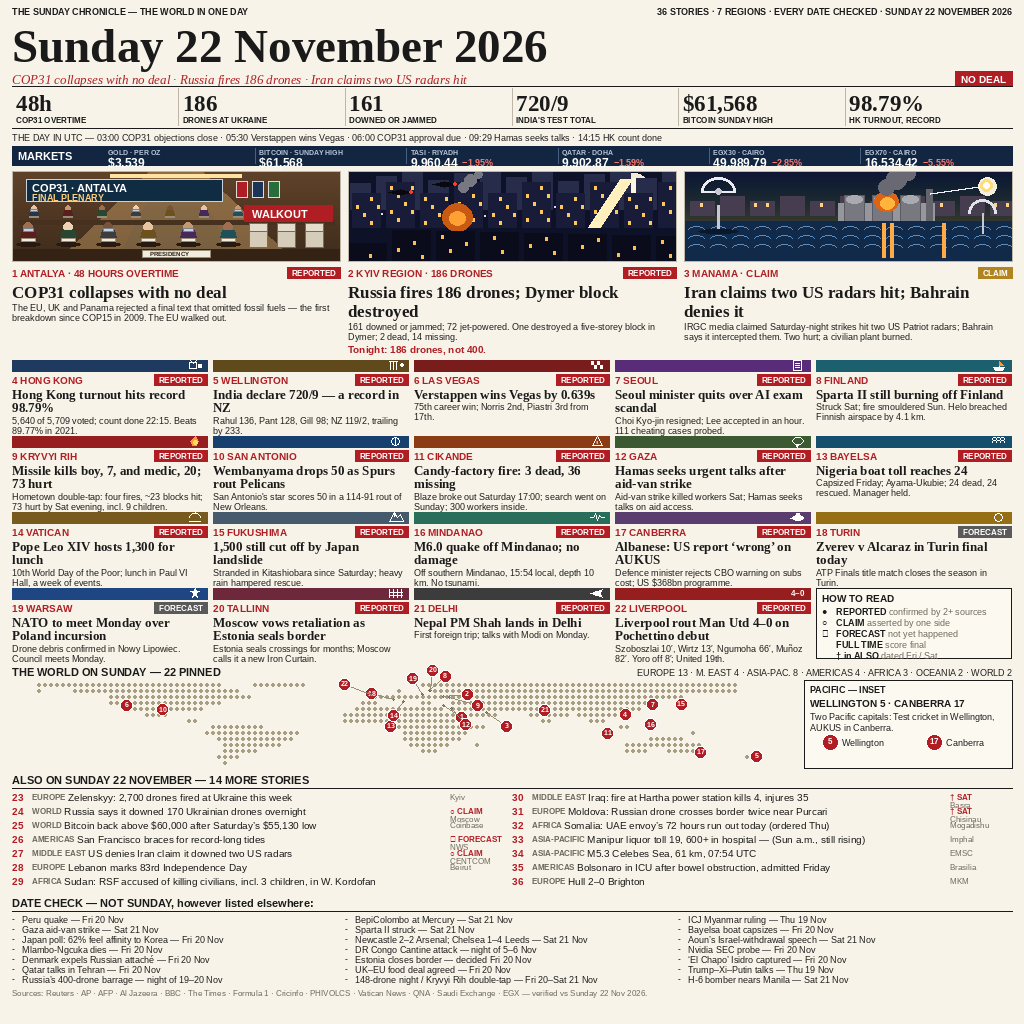 THE SUNDAY CHRONICLE — THE WORLD IN ONE DAY
36 STORIES · 7 REGIONS · EVERY DATE CHECKED · SUNDAY 22 NOVEMBER 2026
Sunday 22 November 2026
COP31 collapses with no deal · Russia fires 186 drones · Iran claims two US radars hit
NO DEAL
48h
COP31 OVERTIME
186
DRONES AT UKRAINE
161
DOWNED OR JAMMED
720/9
INDIA'S TEST TOTAL
$61,568
BITCOIN SUNDAY HIGH
98.79%
HK TURNOUT, RECORD
THE DAY IN UTC — 03:00 COP31 objections close · 05:30 Verstappen wins Vegas · 06:00 COP31 approval due · 09:29 Hamas seeks talks · 14:15 HK count done
MARKETS
GOLD · PER OZ
$3,539
BITCOIN · SUNDAY HIGH
$61,568
TASI · RIYADH
9,960.44 −1.95%
QATAR · DOHA
9,902.87 −1.59%
EGX30 · CAIRO
49,989.79 −2.85%
EGX70 · CAIRO
16,534.42 −5.55%
COP31 · ANTALYA
FINAL PLENARY
WALKOUT
PRESIDENCY
1 ANTALYA · 48 HOURS OVERTIME
REPORTED
COP31 collapses with no deal
The EU, UK and Panama rejected a final text that omitted fossil fuels — the first
breakdown since COP15 in 2009. The EU walked out.
2 KYIV REGION · 186 DRONES
REPORTED
Russia fires 186 drones; Dymer block
destroyed
161 downed or jammed; 72 jet-powered. One destroyed a five-storey block in
Dymer; 2 dead, 14 missing.
Tonight: 186 drones, not 400.
3 MANAMA · CLAIM
CLAIM
Iran claims two US radars hit; Bahrain
denies it
IRGC media claimed Saturday-night strikes hit two US Patriot radars; Bahrain
says it intercepted them. Two hurt; a civilian plant burned.
4 HONG KONG
REPORTED
Hong Kong turnout hits record
98.79%
5,640 of 5,709 voted; count done 22:15. Beats
89.77% in 2021.
5 WELLINGTON
REPORTED
India declare 720/9 — a record in
NZ
Rahul 136, Pant 128, Gill 98; NZ 119/2, trailing
by 233.
6 LAS VEGAS
REPORTED
Verstappen wins Vegas by 0.639s
75th career win; Norris 2nd, Piastri 3rd from
17th.
7 SEOUL
REPORTED
Seoul minister quits over AI exam
scandal
Choi Kyo-jin resigned; Lee accepted in an hour.
111 cheating cases probed.
8 FINLAND
REPORTED
Sparta II still burning off Finland
Struck Sat; fire smouldered Sun. Helo breached
Finnish airspace by 4.1 km.
9 KRYVYI RIH
REPORTED
Missile kills boy, 7, and medic, 20;
73 hurt
Hometown double-tap: four fires, ~23 blocks hit;
73 hurt by Sat evening, incl. 9 children.
10 SAN ANTONIO
REPORTED
Wembanyama drops 50 as Spurs
rout Pelicans
San Antonio's star scores 50 in a 114-91 rout of
New Orleans.
11 CIKANDE
REPORTED
Candy-factory fire: 3 dead, 36
missing
Blaze broke out Saturday 17:00; search went on
Sunday; 300 workers inside.
12 GAZA
REPORTED
Hamas seeks urgent talks after
aid-van strike
Aid-van strike killed workers Sat; Hamas seeks
talks on aid access.
13 BAYELSA
REPORTED
Nigeria boat toll reaches 24
Capsized Friday; Ayama-Ukubie; 24 dead, 24
rescued. Manager held.
14 VATICAN
REPORTED
Pope Leo XIV hosts 1,300 for
lunch
10th World Day of the Poor; lunch in Paul VI
Hall, a week of events.
15 FUKUSHIMA
REPORTED
1,500 still cut off by Japan
landslide
Stranded in Kitashiobara since Saturday; heavy
rain hampered rescue.
16 MINDANAO
REPORTED
M6.0 quake off Mindanao; no
damage
Off southern Mindanao, 15:54 local, depth 10
km. No tsunami.
17 CANBERRA
REPORTED
Albanese: US report ‘wrong’ on
AUKUS
Defence minister rejects CBO warning on subs
cost; US $368bn programme.
18 TURIN
FORECAST
Zverev v Alcaraz in Turin final
today
ATP Finals title match closes the season in
Turin.
4–0
19 WARSAW
FORECAST
NATO to meet Monday over
Poland incursion
Drone debris confirmed in Nowy Lipowiec.
Council meets Monday.
20 TALLINN
REPORTED
Moscow vows retaliation as
Estonia seals border
Estonia seals crossings for months; Moscow
calls it a new Iron Curtain.
21 DELHI
REPORTED
Nepal PM Shah lands in Delhi
First foreign trip; talks with Modi on Monday.
22 LIVERPOOL
REPORTED
Liverpool rout Man Utd 4–0 on
Pochettino debut
Szoboszlai 10′, Wirtz 13′, Ngumoha 66′, Muñoz
82′. Yoro off 8′; United 19th.
HOW TO READ
● REPORTED confirmed by 2+ sources
○ CLAIM asserted by one side
□ FORECAST not yet happened
FULL TIME score final
† in ALSO dated Fri / Sat
THE WORLD ON SUNDAY — 22 PINNED
EUROPE 13 · M. EAST 4 · ASIA-PAC. 8 · AMERICAS 4 · AFRICA 3 · OCEANIA 2 · WORLD 2
6
10
22
19
20
8
2
9
12
3
21
4
7
15
16
11
17
5
PACIFIC — INSET
WELLINGTON 5 · CANBERRA 17
Two Pacific capitals: Test cricket in Wellington,
AUKUS in Canberra.
5 Wellington
17 Canberra
ALSO ON SUNDAY 22 NOVEMBER — 14 MORE STORIES
23 EUROPE Zelenskyy: 2,700 drones fired at Ukraine this week
Kyiv
24 WORLD Russia says it downed 170 Ukrainian drones overnight
○ CLAIM
Moscow
25 WORLD Bitcoin back above $60,000 after Saturday's $55,130 low
Coinbase
26 AMERICAS San Francisco braces for record-long tides
□ FORECAST
NWS
27 MIDDLE EAST US denies Iran claim it downed two US radars
○ CLAIM
CENTCOM
28 EUROPE Lebanon marks 83rd Independence Day
Beirut
29 AFRICA Sudan: RSF accused of killing civilians, incl. 3 children, in W. Kordofan
30 MIDDLE EAST Iraq: fire at Hartha power station kills 4, injures 35
† SAT
Basra
31 EUROPE Moldova: Russian drone crosses border twice near Purcari
† SAT
Chisinau
32 AFRICA Somalia: UAE envoy's 72 hours run out today (ordered Thu)
Mogadishu
33 ASIA-PACIFIC Manipur liquor toll 19, 600+ in hospital — (Sun a.m., still rising)
Imphal
34 ASIA-PACIFIC M5.3 Celebes Sea, 61 km, 07:54 UTC
EMSC
35 AMERICAS Bolsonaro in ICU after bowel obstruction, admitted Friday
Brasilia
36 EUROPE Hull 2–0 Brighton
MKM
DATE CHECK — NOT SUNDAY, however listed elsewhere:
- Peru quake — Fri 20 Nov
- Gaza aid-van strike — Sat 21 Nov
- Japan poll: 62% feel affinity to Korea — Fri 20 Nov
- Mlambo-Ngcuka dies — Fri 20 Nov
- Denmark expels Russian attaché — Fri 20 Nov
- Qatar talks in Tehran — Fri 20 Nov
- Russia's 400-drone barrage — night of 19–20 Nov
- BepiColombo at Mercury — Sat 21 Nov
- Sparta II struck — Sat 21 Nov
- Newcastle 2–2 Arsenal; Chelsea 1–4 Leeds — Sat 21 Nov
- DR Congo Cantine attack — night of 5–6 Nov
- Estonia closes border — decided Fri 20 Nov
- UK–EU food deal agreed — Fri 20 Nov
- 148-drone night / Kryvyi Rih double-tap — Fri 20–Sat 21 Nov
- ICJ Myanmar ruling — Thu 19 Nov
- Bayelsa boat capsizes — Fri 20 Nov
- Aoun's Israel-withdrawal speech — Sat 21 Nov
- Nvidia SEC probe — Fri 20 Nov
- ‘El Chapo’ Isidro captured — Fri 20 Nov
- Trump–Xi–Putin talks — Thu 19 Nov
- H-6 bomber nears Manila — Sat 21 Nov
Sources: Reuters · AP · AFP · Al Jazeera · BBC · The Times · Formula 1 · Cricinfo · PHIVOLCS · Vatican News · QNA · Saudi Exchange · EGX — verified vs Sunday 22 Nov 2026.